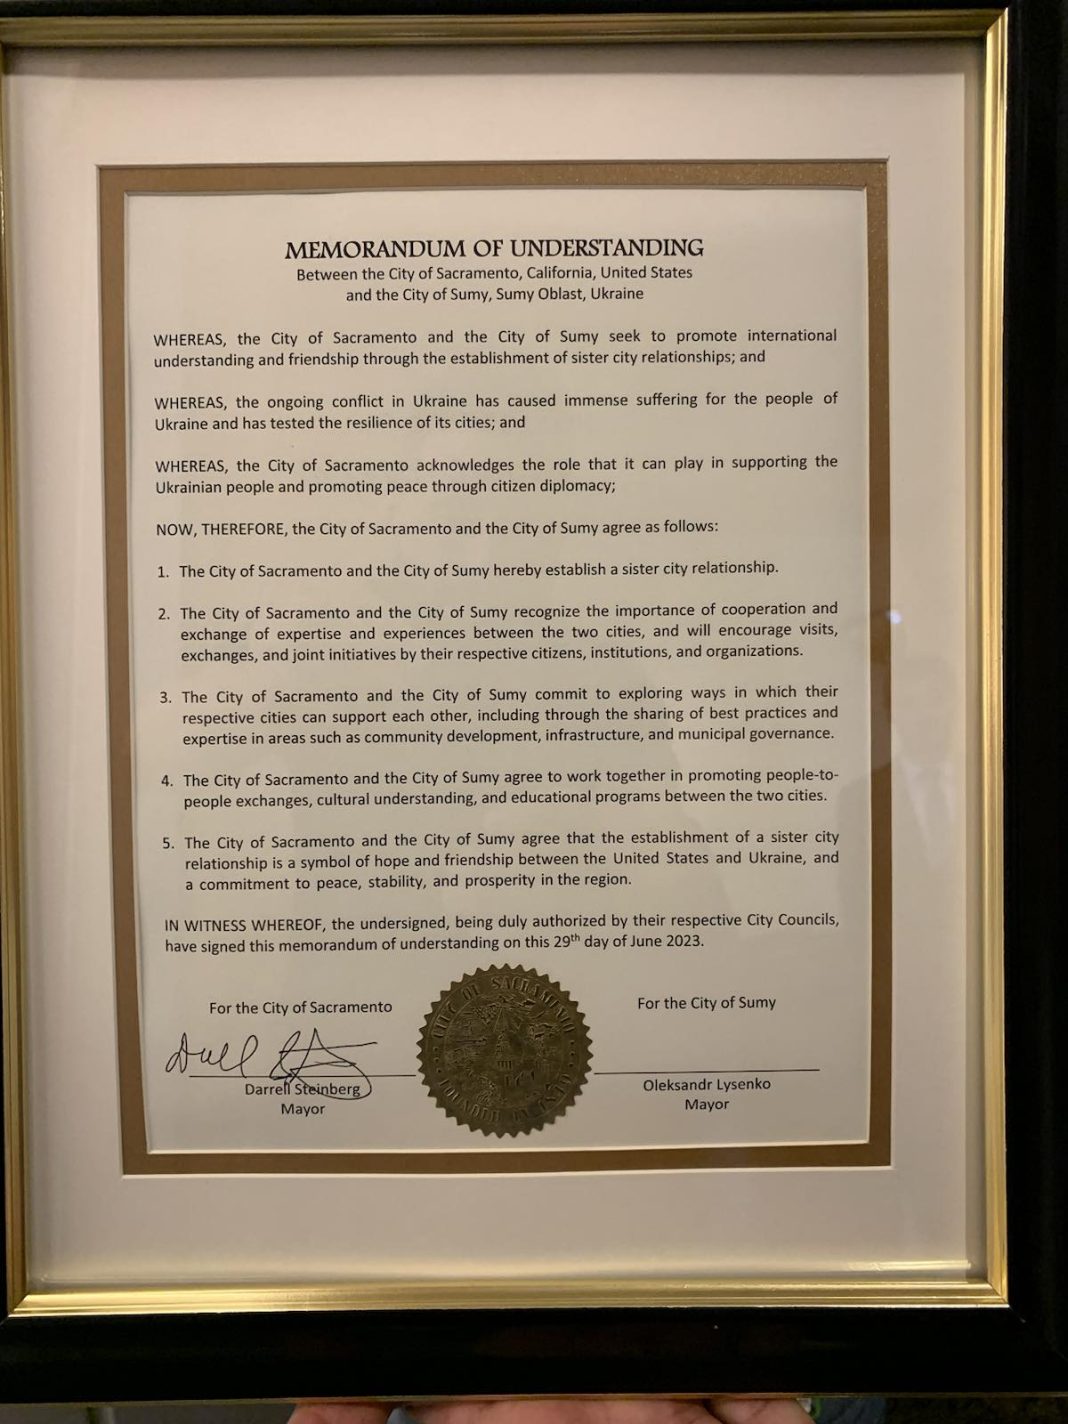 MEMORANDUM OF UNDERSTANDING
Between the City of Sacramento, California, United States
and the City of Sumy, Sumy Oblast, Ukraine
WHEREAS, the City of Sacramento and the City of Sumy seek to promote international
understanding and friendship through the establishment of sister city relationships; and
WHEREAS, the ongoing conflict in Ukraine has caused immense suffering for the people of
Ukraine and has tested the resilience of its cities; and
WHEREAS, the City of Sacramento acknowledges the role that it can play in supporting the
Ukrainian people and promoting peace through citizen diplomacy;
NOW, THEREFORE, the City of Sacramento and the City of Sumy agree as follows:
1. The City of Sacramento and the City of Sumy hereby establish a sister city relationship.
2. The City of Sacramento and the City of Sumy recognize the importance of cooperation and
exchange of expertise and experiences between the two cities, and will encourage visits,
exchanges, and joint initiatives by their respective citizens, institutions, and organizations.
3. The City of Sacramento and the City of Sumy commit to exploring ways in which their
respective cities can support each other, including through the sharing of best practices and
expertise in areas such as community development, infrastructure, and municipal governance.
4. The City of Sacramento and the City of Sumy agree to work together in promoting people-to-
people exchanges, cultural understanding, and educational programs between the two cities.
5. The City of Sacramento and the City of Sumy agree that the establishment of a sister city
relationship is a symbol of hope and friendship between the United States and Ukraine, and
a commitment to peace, stability, and prosperity in the region.
IN WITNESS WHEREOF, the undersigned, being duly authorized by their respective City Councils,
have signed this memorandum of understanding on this 29th day of June 2023.
For the City of Sacramento
Darrell Steinberg
Mayor
CITY OF SACRAMENTO
FOUNDED IN
For the City of Sumy
Oleksandr Lysenko
Mayor